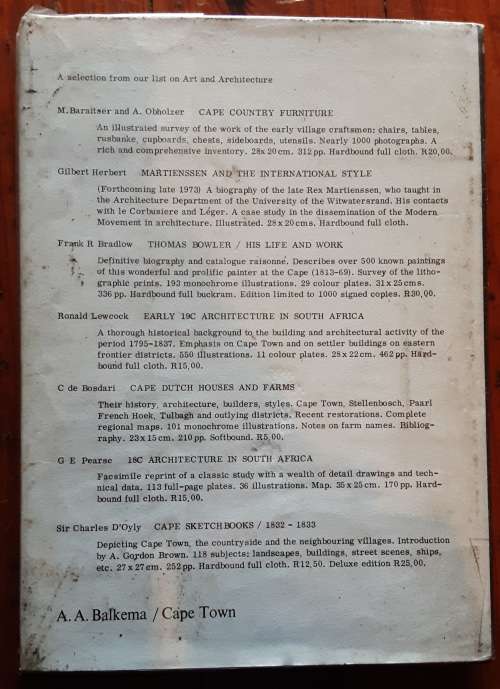 A selection from our list on Art and Architecture
M. Baraitser and A. Obholzer CAPE COUNTRY FURNITURE
An illustrated survey of the work of the early village craftsmen: chairs, tables,
rusbanke, cupboards, chests, sideboards, utensils. Nearly 1000 photographs. A
rich and comprehensive inventory. 28x 20 cm. 312 pp. Hardbound full cloth. R20,00.
Gilbert Herbert MARTIENSSEN AND THE INTERNATIONAL STYLE
(Forthcoming late 1973) A biography of the late Rex Martienssen, who taught in
the Architecture Department of the University of the Witwatersrand. His contacts
with le Corbusiere and Léger. A case study in the dissemination of the Modern
Movement in architecture. Illustrated. 28 x 20 cms. Hardbound full cloth.
Frank R Bradlow THOMAS BOWLER / HIS LIFE AND WORK
Definitive biography and catalogue raisonné. Describes over 500 known paintings
of this wonderful and prolific painter at the Cape (1813-69). Survey of the litho-
graphic prints. 193 monochrome illustrations. 29 colour plates. 31 x 25 cms.
336 pp. Hardbound full buckram. Edition limited to 1000 signed copies. R30,00.
Ronald Lewcock EARLY 19C ARCHITECTURE IN SOUTH AFRICA
A thorough historical background to the building and architectural activity of the
period 1795-1837. Emphasis on Cape Town and on settler buildings on eastern
frontier districts. 550 illustrations. 11 colour plates. 28 x 22 cm. 462 pp. Hard-
bound full cloth. R15,00.
C de Bosdari CAPE DUTCH HOUSES AND FARMS
Their history, architecture, builders, styles. Cape Town, Stellenbosch, Paarl
French Hoek, Tulbagh and outlying districts. Recent restorations. Complete
regional maps. 101 monochrome illustrations. Notes on farm names. Bibliog-
raphy. 23 x 15 cm. 210 pp. Softbound. R5,00.
G E Pearse 18C ARCHITECTURE IN SOUTH AFRICA
Facsimile reprint of a classic study with a wealth of detail drawings and tech-
nical data. 113 full-page plates. 36 illustrations. Map. 35 x 25 cm. 170 pp. Hard-
bound full cloth. R15,00.
Sir Charles D'Oyly CAPE SKETCHBOOKS / 1832 - 1833
Depicting Cape Town, the countryside and the neighbouring villages. Introduction
by A. Gordon Brown. 118 subjects: landscapes, buildings, street scenes, ships,
etc. 27 x 27 cm. 252 pp. Hardbound full cloth. R12,50. Deluxe edition R25,00.
A. A. Balkema / Cape Town